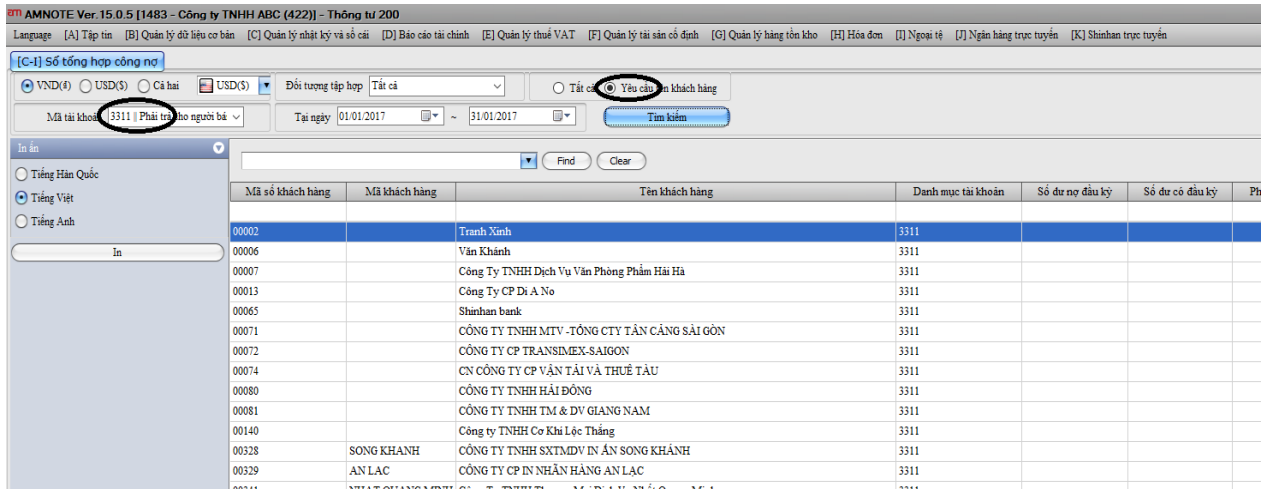 am AMNOTE Ver.15.0.5 [1483 - Công ty TNHH ABC (422)] - Thông tư 200
Language [A] Tập tin [B] Quản lý dữ liệu cơ bản [C] Quản lý nhật ký và sổ cái [D] Báo cáo tài chinh [E] Quản lý thuế VAT [F] Quản lý tài sản cố định [G] Quản lý hàng tồn kho [H] Hóa đơn [I] Ngoại tệ [J] Ngân hàng trực tuyến [K] Shinhan trực tuyến
[C-I] Sổ tổng hợp công nợ
VND(đ) USD($) Cả hai USD($) Đối tượng tập hợp Tất cả Tất cả Yêu cầu khách hàng
Mã tài khoả 3311 Phải trả cho người bá Tại ngày 01/01/2017 ~ 31/01/2017 Tìm kiếm
In ấn
Find Clear
Tiếng Hàn Quốc
Tiếng Việt
Tiếng Anh
In
Mã số khách hàng Mã khách hàng Tên khách hàng Danh mục tài khoản Số dư nợ đầu kỳ Số dư có đầu kỳ Ph
00002 Tranh Xinh 3311
00006 Văn Khánh 3311
00007 Công Ty TNHH Dịch Vụ Văn Phòng Phẩm Hải Hà 3311
00013 Công Ty CP Di A No 3311
00065 Shinhan bank 3311
00071 CÔNG TY TNHH MTV -TỔNG CTY TÂN CẢNG SÀI GÒN 3311
00072 CÔNG TY CP TRANSIMEX-SAIGON 3311
00074 CN CÔNG TY CP VẬN TẢI VÀ THUÊ TÀU 3311
00080 CÔNG TY TNHH HẢI ĐÔNG 3311
00081 CÔNG TY TNHH TM & DV GIANG NAM 3311
00140 Công ty TNHH Cơ Khí Lộc Thắng 3311
00328 SONG KHANH CÔNG TY TNHH SXTMDV IN ẤN SONG KHÁNH 3311
00329 AN LAC CÔNG TY CP IN NHÃN HÀNG AN LẠC 3311